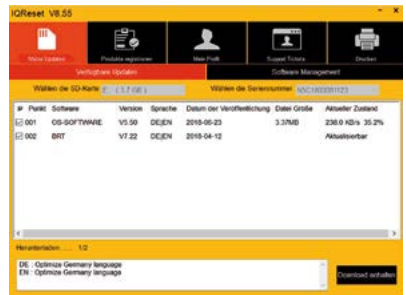 IQReset V8.55
Meine Updates Produkte registrieren Mein Profil Support Tickets Drucken
Verfügbare Updates Software Management
Wählen die SD-Karte E: (3.7 GB) Wählen die Seriennummer
Punkt Software Version Sprache Datum der Veröffentlichung Datei Größe Aktueller Zustand
001 OS-SOFTWARE V5.50 DE|EN 2018-06-23 3.37MB 238.0 KB/s 35.2%
002 BRT V7.22 DE|EN 2018-04-12 Aktualisierbar
Herunterladen...... 1/2
DE : Optimize Germany language
EN : Optimize Germany language
Download anhalten